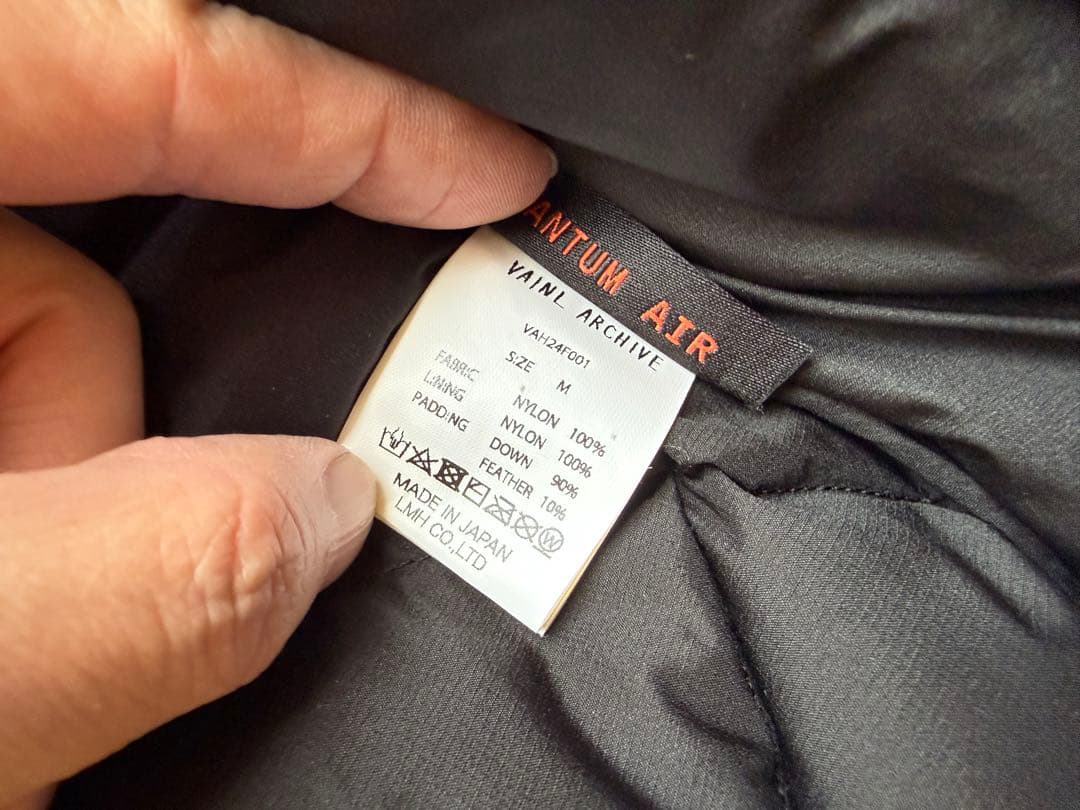 ANTUM AIR
VAINL ARCHIVE
VAH24F001
SIZE M
FABRIC NYLON 100%
LINING NYLON 100%
PADDING DOWN 90%
FEATHER 10%
W
MADE IN JAPAN
LMH CO.,LTD